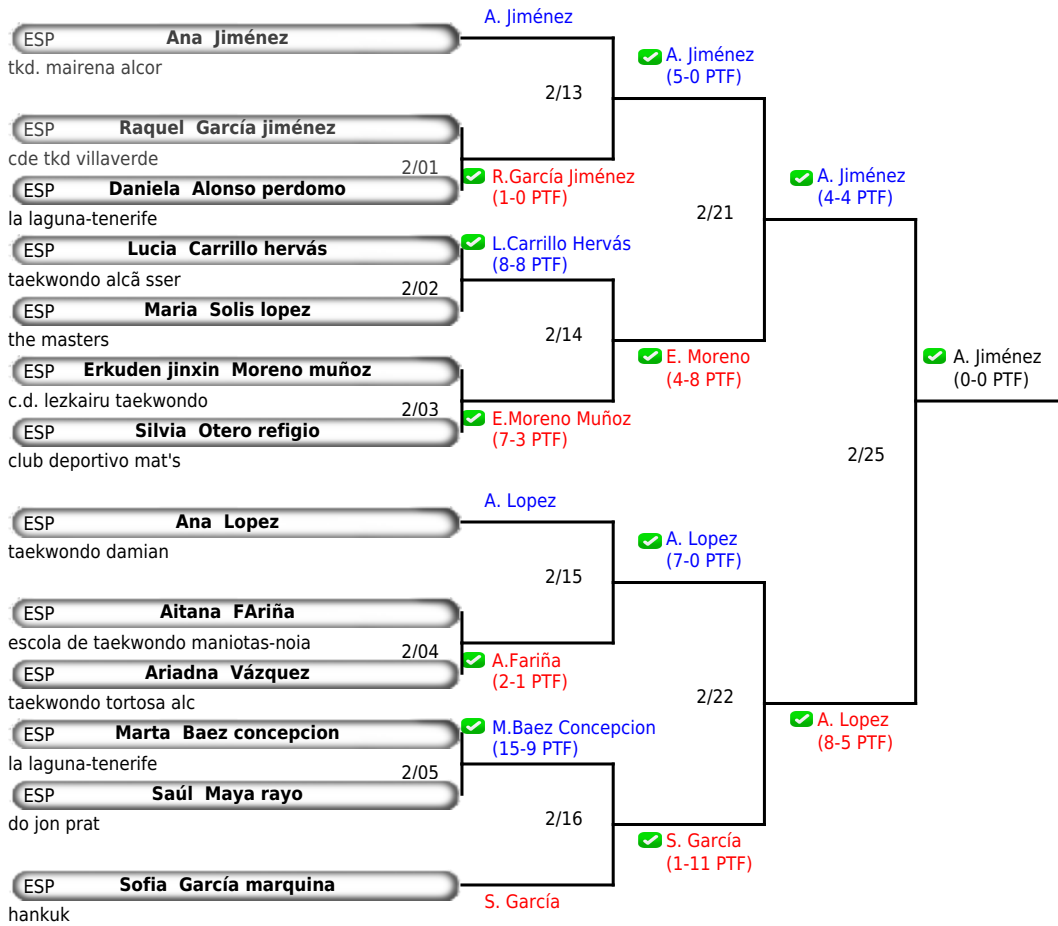 A. Jiménez
ESP Ana Jiménez
tkd. mairena alcor
A. Jiménez
(5-0 PTF)
2/13
ESP Raquel García jiménez
cde tkd villaverde
2/01
R.García Jiménez
(1-0 PTF)
ESP Daniela Alonso perdomo
la laguna-tenerife
A. Jiménez
(4-4 PTF)
2/21
ESP Lucia Carrillo hervás
taekwondo alcã sser
L.Carrillo Hervás
(8-8 PTF)
2/02
ESP Maria Solis lopez
the masters
2/14
E. Moreno
(4-8 PTF)
ESP Erkuden jinxin Moreno muñoz
c.d. lezkairu taekwondo
2/03
E.Moreno Muñoz
(7-3 PTF)
ESP Silvia Otero refigio
club deportivo mat's
A. Jiménez
(0-0 PTF)
2/25
A. Lopez
ESP Ana Lopez
taekwondo damian
A. Lopez
(7-0 PTF)
2/15
ESP Aitana FAriña
escola de taekwondo maniotas-noia
2/04
A.Fariña
(2-1 PTF)
ESP Ariadna Vázquez
taekwondo tortosa alc
2/22
A. Lopez
(8-5 PTF)
ESP Marta Baez concepcion
la laguna-tenerife
M.Baez Concepcion
(15-9 PTF)
2/05
ESP Saúl Maya rayo
do jon prat
2/16
S. García
(1-11 PTF)
ESP Sofia García marquina
hankuk
S. García